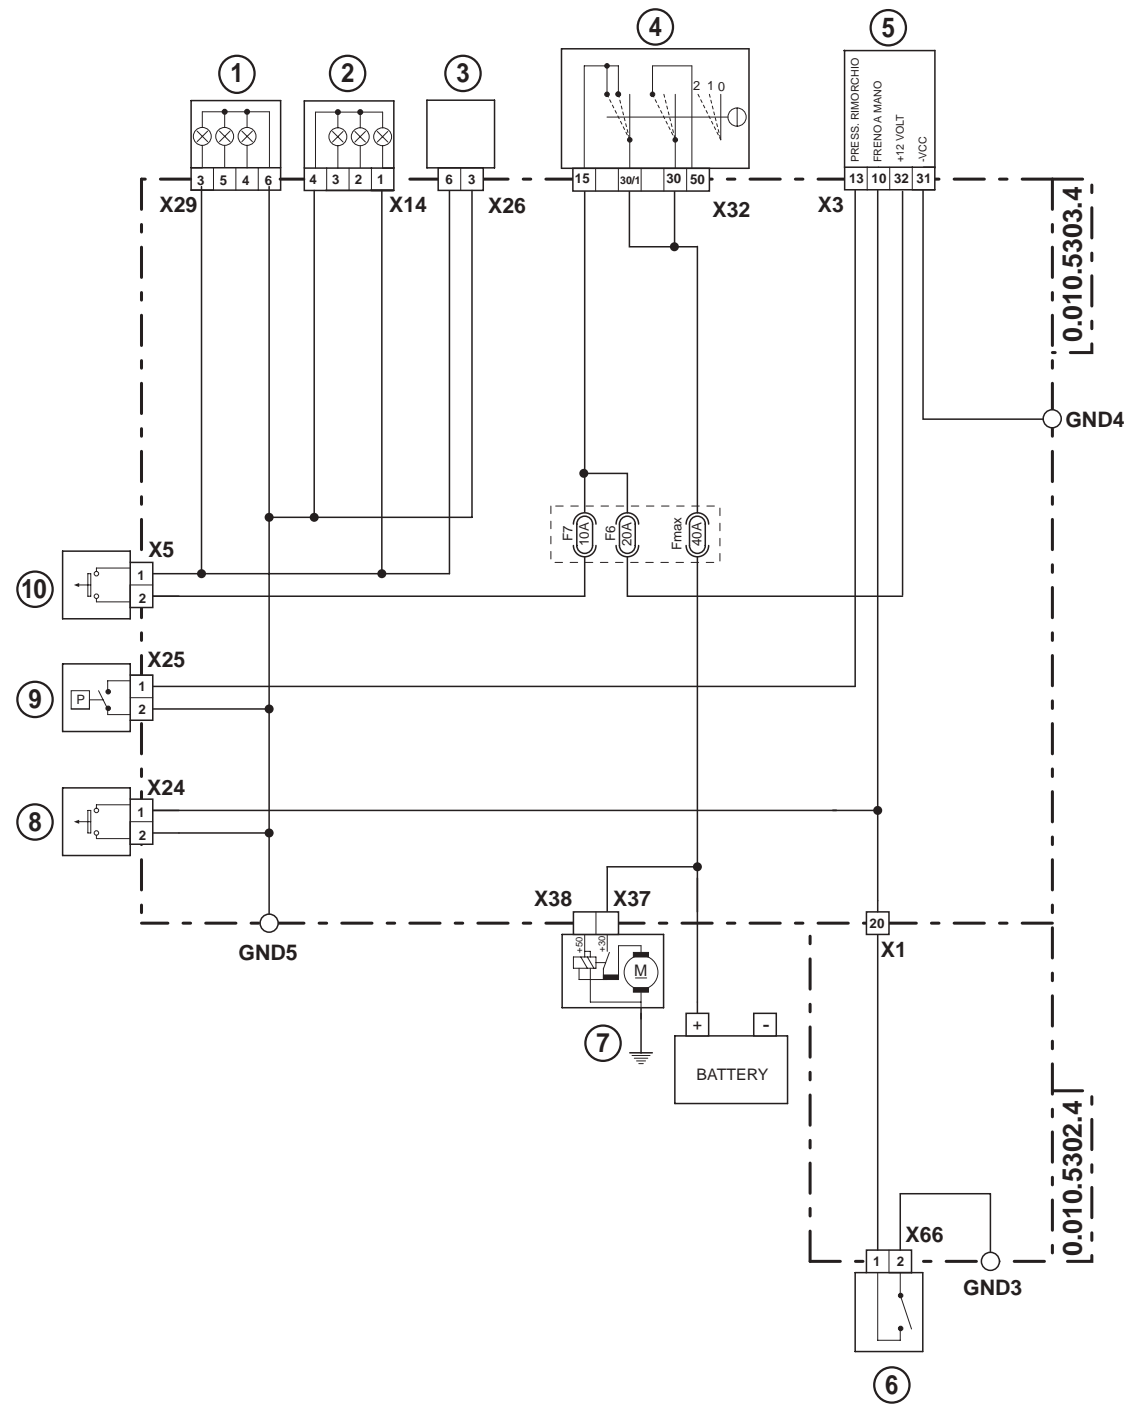 4
5
1
2
3
2 1 0
PRESS. RIMORCHIO
FRENO A MANO
+12 VOLT
-VCC
3 5 4 6
4 3 2 1
6 3
15 30/1 30 50
13 10 32 31
X29
X14
X26
X32
X3
0.010.5303.4
GND4
F7
10A
F6
20A
Fmax
40A
X5
10
1
2
X25
9
P
1
2
X24
8
1
2
GND5
X38
X37
20
X1
+50
+30
M
7
+
-
BATTERY
0.010.5302.4
X66
1 2
GND3
6